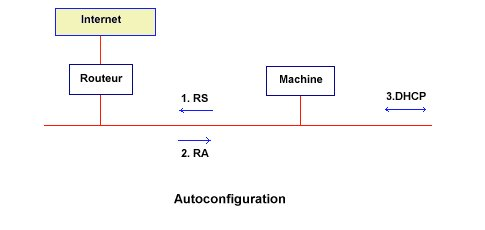 Internet
Routeur
Machine
1. RS
3.DHCP
2. RA
Autoconfiguration